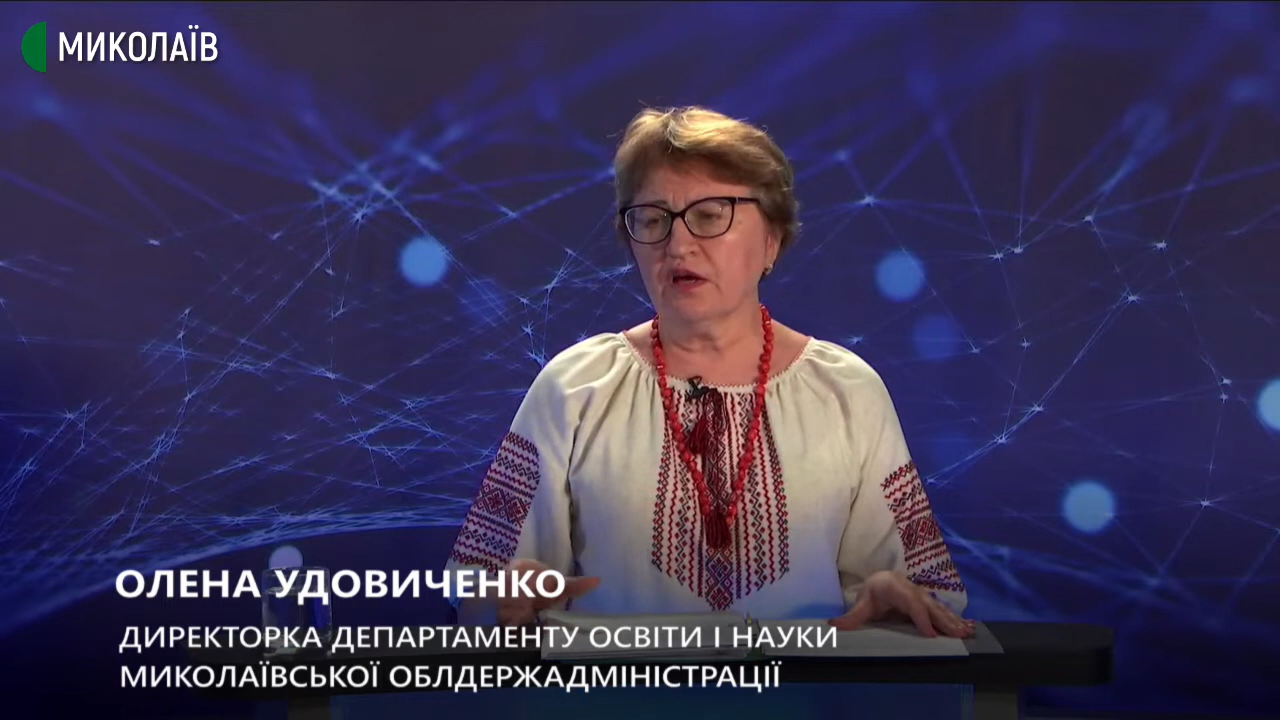 МИКОЛАЇВ
ОЛЕНА УДОВИЧЕНКО
ДИРЕКТОРКА ДЕПАРТАМЕНТУ ОСВІТИ І НАУКИ
МИКОЛАЇВСЬКОЇ ОБЛДЕРЖАДМІНІСТРАЦІЇ